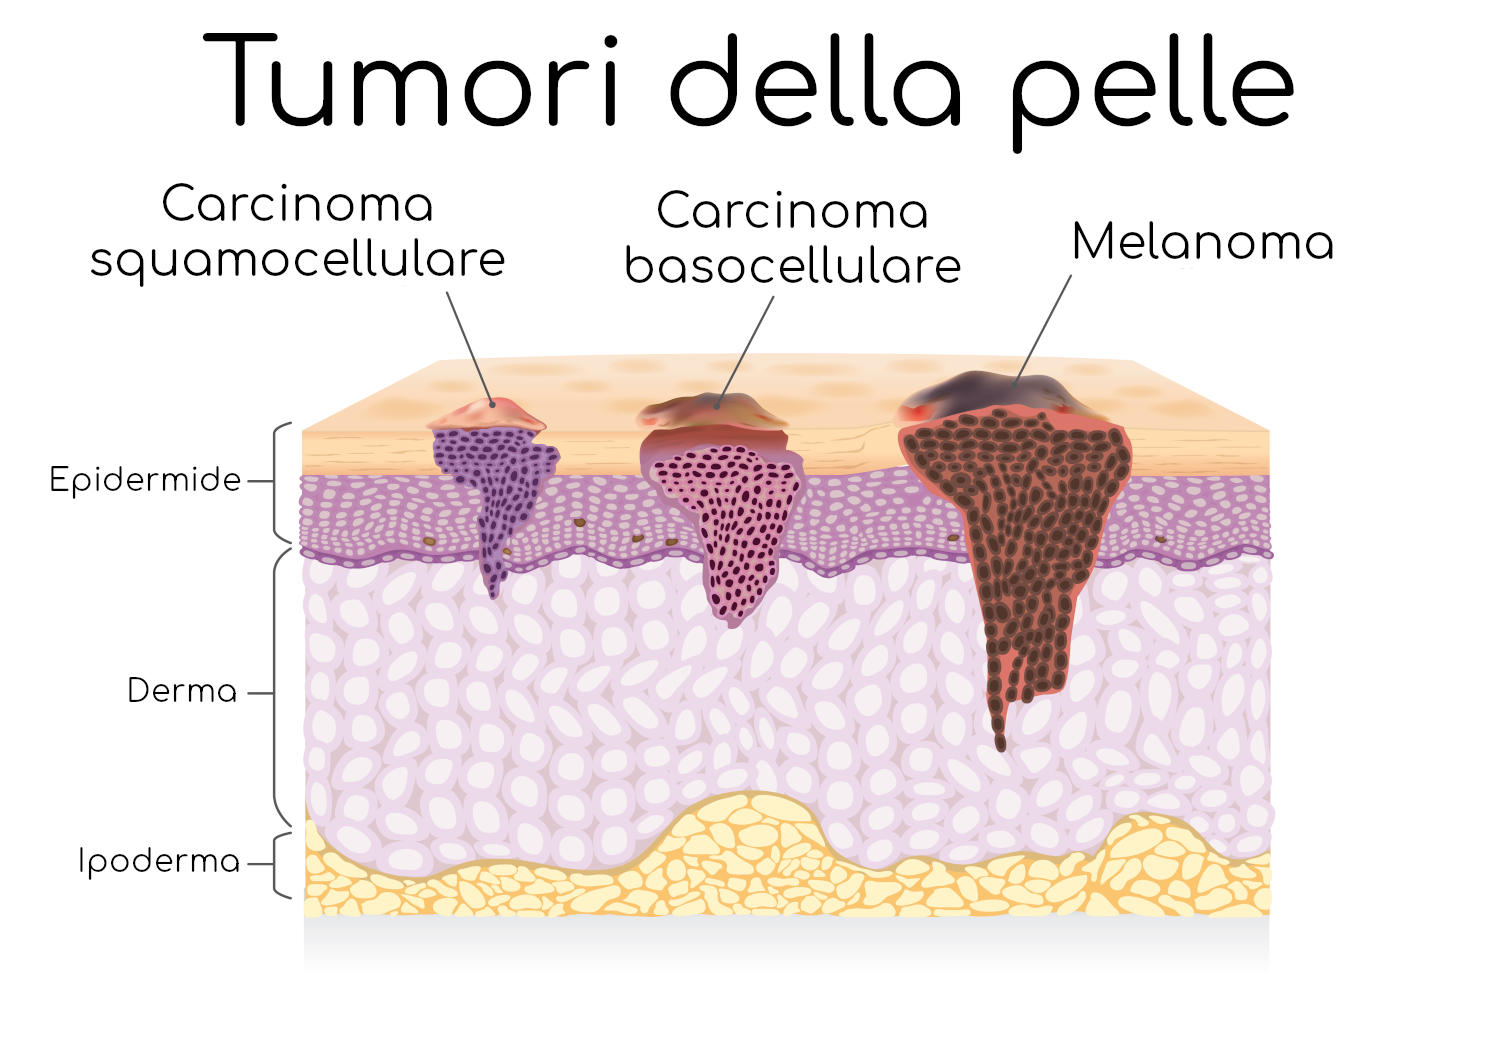 Tumori della pelle
Carcinoma
squamocellulare
Carcinoma
basocellulare
Melanoma
Epidermide
Derma
Ipoderma